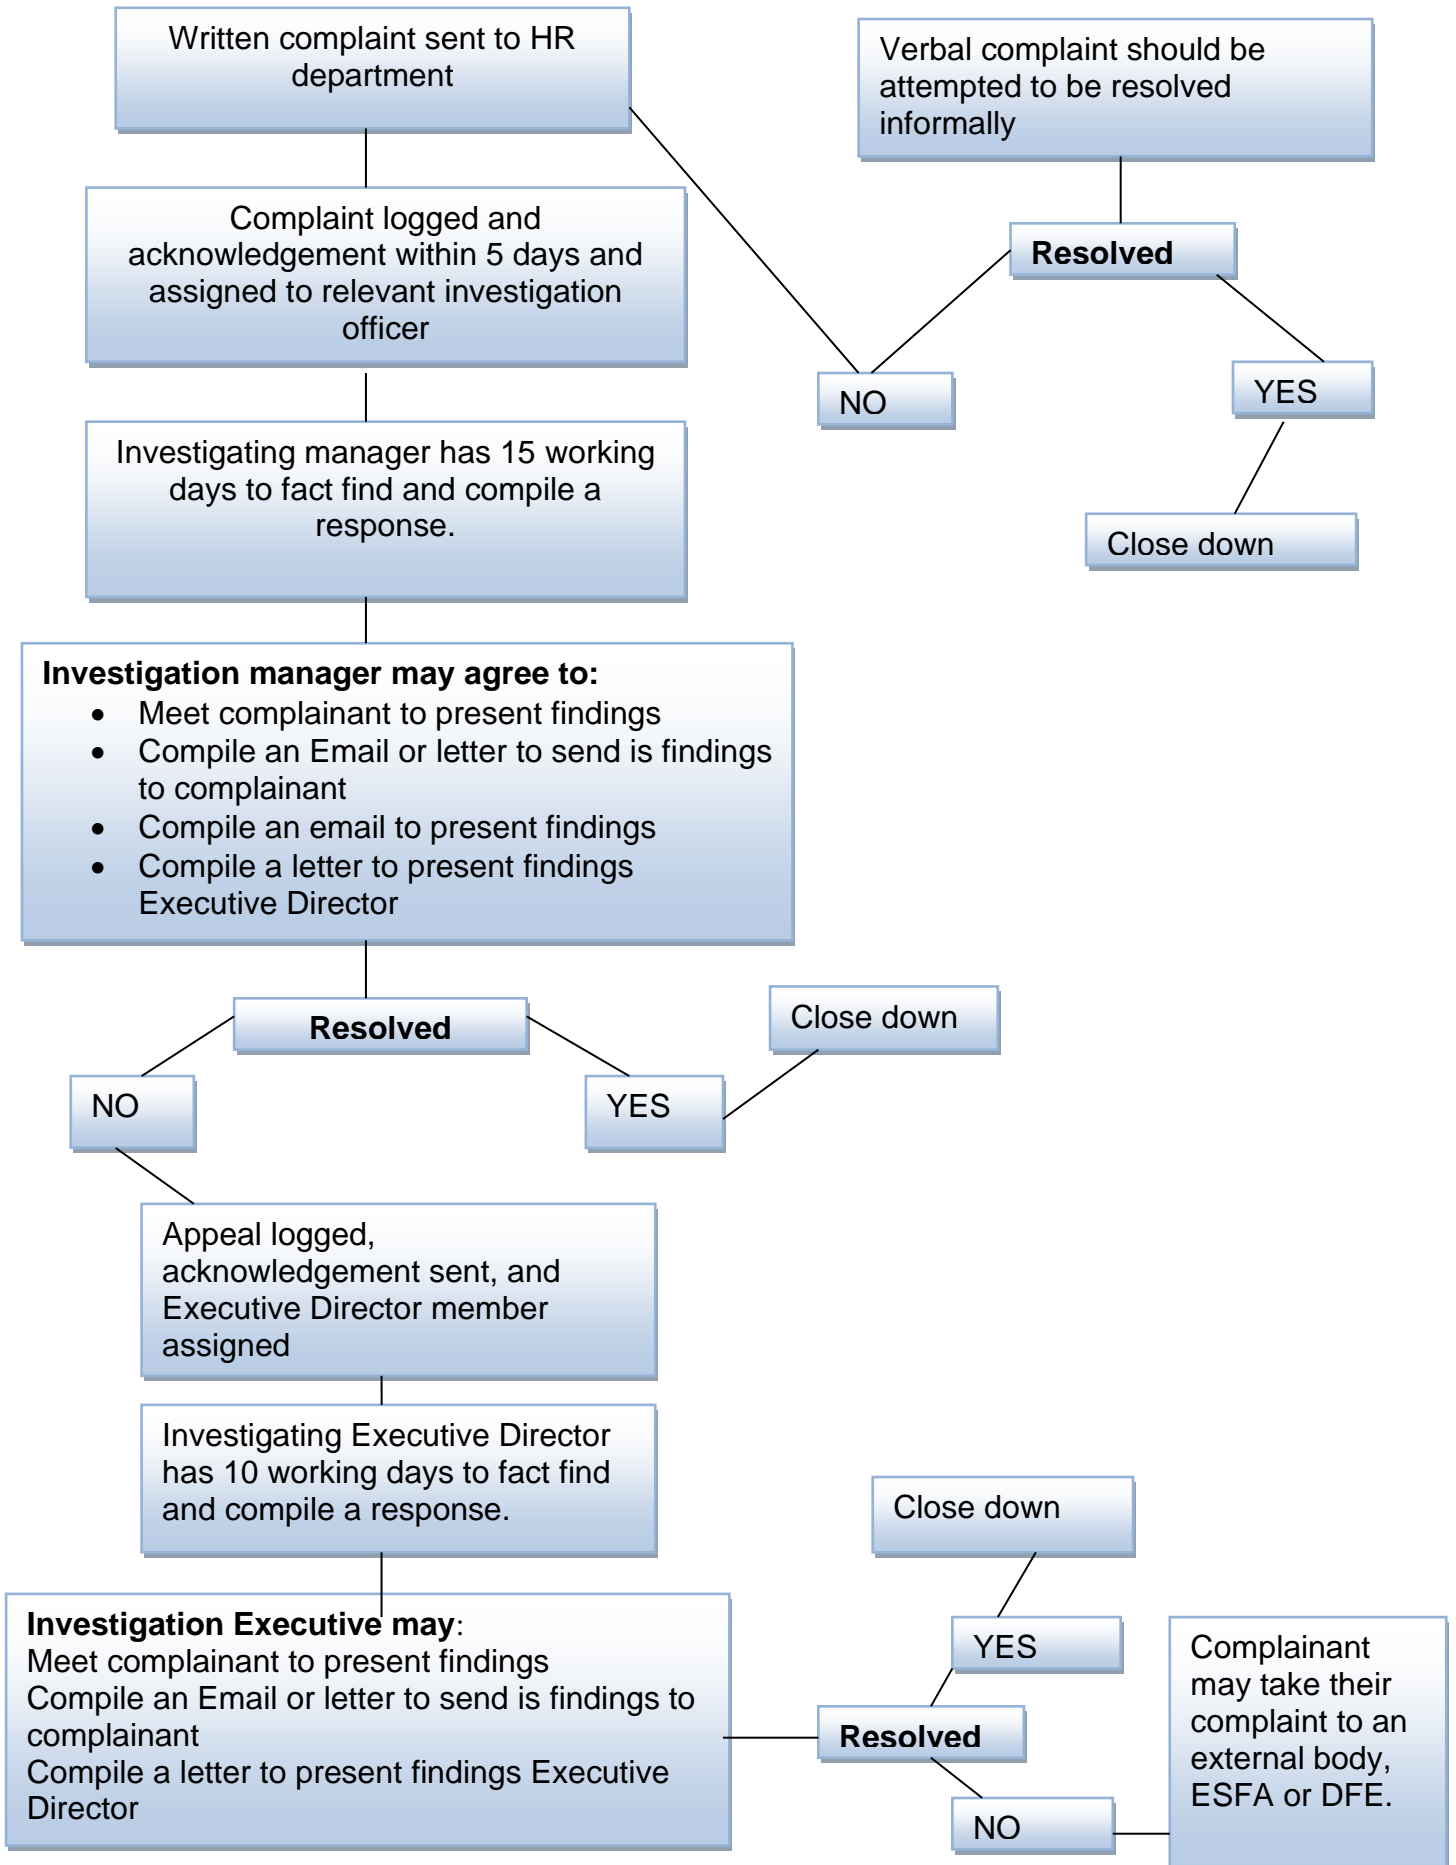 Written complaint sent to HR
department
Verbal complaint should be
attempted to be resolved
informally
Resolved
NO
YES
Close down
Complaint logged and
acknowledgement within 5 days and
assigned to relevant investigation
officer
Investigating manager has 15 working
days to fact find and compile a
response.
Investigation manager may agree to:
• Meet complainant to present findings
• Compile an Email or letter to send is findings
to complainant
• Compile an email to present findings
• Compile a letter to present findings
Executive Director
Resolved
NO
YES
Close down
Appeal logged,
acknowledgement sent, and
Executive Director member
assigned
Investigating Executive Director
has 10 working days to fact find
and compile a response.
Investigation Executive may:
Meet complainant to present findings
Compile an Email or letter to send is findings to
complainant
Compile a letter to present findings Executive
Director
Resolved
YES
Close down
NO
Complainant
may take their
complaint to an
external body,
ESFA or DFE.